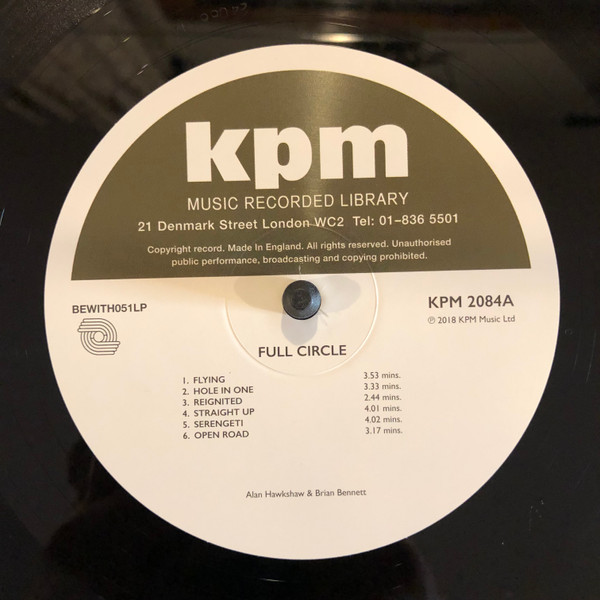 kpm
MUSIC RECORDED LIBRARY
21 Denmark Street London WC2 Tel: 01-836 5501
Copyright record. Made In England. All rights reserved. Unauthorised
public performance, broadcasting and copying prohibited.
BEWITH051LP
KPM 2084A
℗ 2018 KPM Music Ltd
FULL CIRCLE
1. FLYING 3.53 mins.
2. HOLE IN ONE 3.33 mins.
3. REIGNITED 2.44 mins.
4. STRAIGHT UP 4.01 mins.
5. SERENGETI 4.02 mins.
6. OPEN ROAD 3.17 mins.
Alan Hawkshaw & Brian Bennett